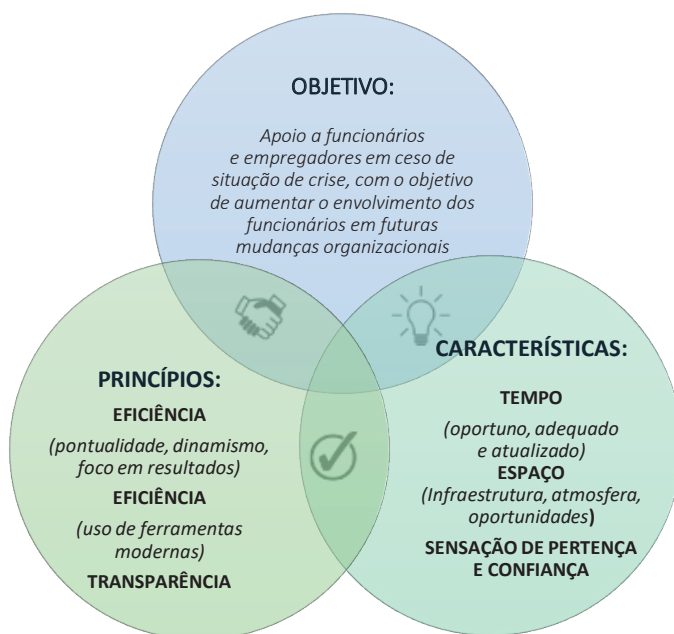 OBJETIVO:
Apoio a funcionários
e empregadores em ceso de
situação de crise, com o objetivo
de aumentar o envolvimento dos
funcionários em futuras
mudanças organizacionais
PRINCÍPIOS:
EFICIÊNCIA
(pontualidade, dinamismo,
foco em resultados)
EFICIÊNCIA
(uso de ferramentas
modernas)
TRANSPARÊNCIA
CARACTERÍSTICAS:
TEMPO
(oportuno, adequado
e atualizado)
ESPAÇO
(Infraestrutura, atmosfera,
oportunidades)
SENSAÇÃO DE PERTENÇA
E CONFIANÇA